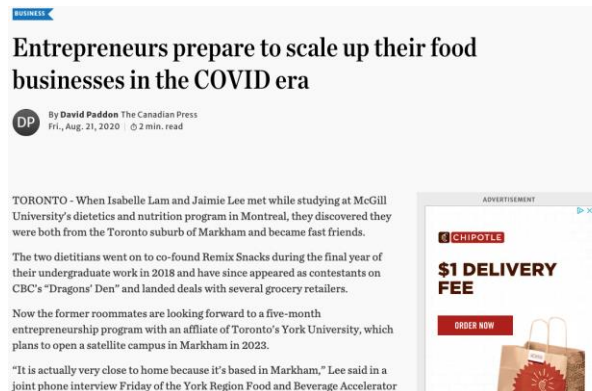 BUSINESS
Entrepreneurs prepare to scale up their food
businesses in the COVID era
DP
By David Paddon The Canadian Press
Fri., Aug. 21, 2020 | 2 min. read
TORONTO - When Isabelle Lam and Jaimie Lee met while studying at McGill
University's dietetics and nutrition program in Montreal, they discovered they
were both from the Toronto suburb of Markham and became fast friends.
The two dietitians went on to co-found Remix Snacks during the final year of
their undergraduate work in 2018 and have since appeared as contestants on
CBC's “Dragons' Den” and landed deals with several grocery retailers.
Now the former roommates are looking forward to a five-month
entrepreneurship program with an affliate of Toronto's York University, which
plans to open a satellite campus in Markham in 2023.
“It is actually very close to home because it's based in Markham,” Lee said in a
joint phone interview Friday of the York Region Food and Beverage Accelerator
ADVERTISEMENT
CHIPOTLE
$1 DELIVERY
FEE
ORDER NOW